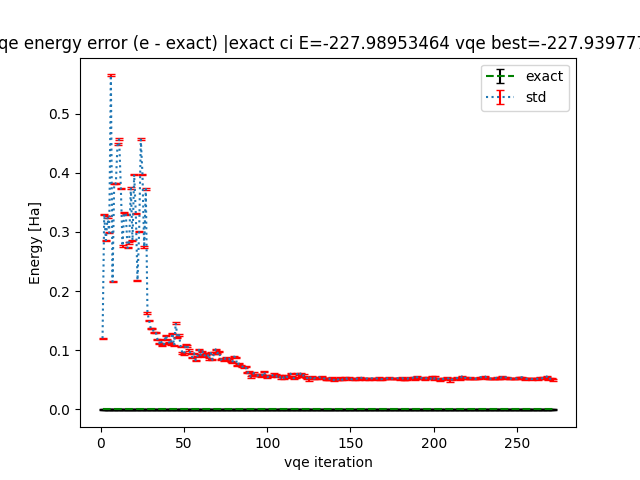 qe energy error (e - exact) |exact ci E=-227.98953464 vqe best=-227.939777
exact
std
Energy [Ha]
0.5
0.4
0.3
0.2
0.1
0.0
0 50 100 150 200 250
vqe iteration